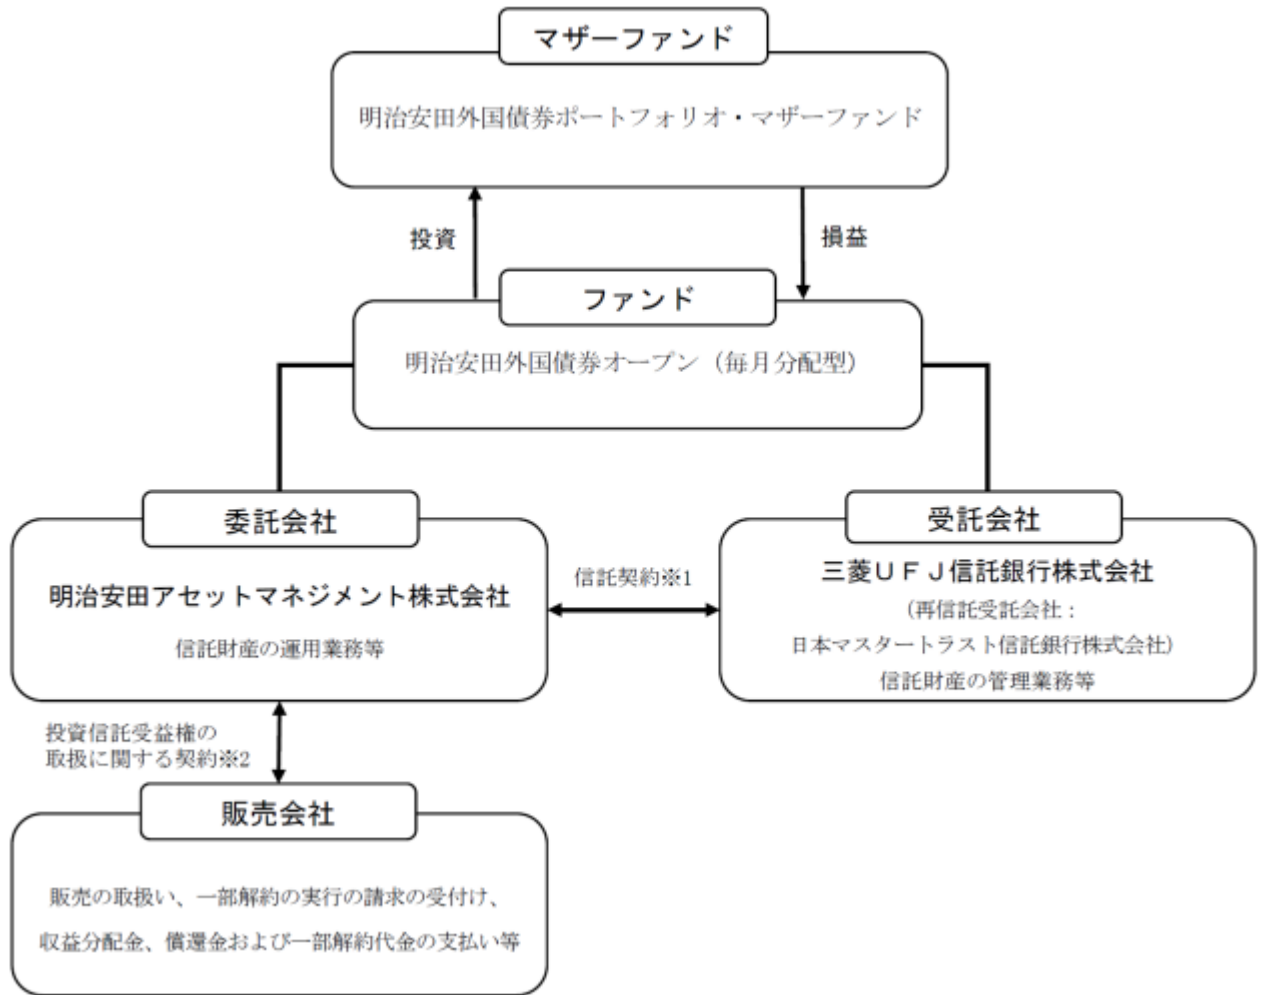 マザーファンド
明治安田外国債券ポートフォリオ・マザーファンド
投資
損益
ファンド
明治安田外国債券オープン（毎月分配型）
委託会社
明治安田アセットマネジメント株式会社
信託財産の運用業務等
信託契約※1
受託会社
三菱ＵＦＪ信託銀行株式会社
（再信託受託会社：
日本マスタートラスト信託銀行株式会社）
信託財産の管理業務等
投資信託受益権の
取扱に関する契約※2
販売会社
販売の取扱い、一部解約の実行の請求の受付け、
収益分配金、償還金および一部解約代金の支払い等